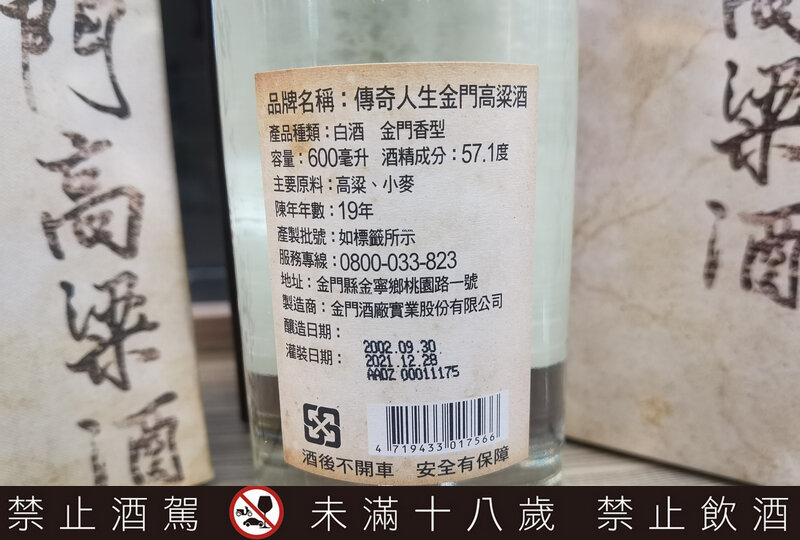 門高粱酒
高粱酒
品牌名稱：傳奇人生金門高粱酒
產品種類：白酒 金門香型
容量：600毫升 酒精成分：57.1度
主要原料：高粱、小麥
陳年年數：19年
產製批號：如標籤所示
服務專線：0800-033-823
地址：金門縣金寧鄉桃園路一號
製造商：金門酒廠實業股份有限公司
釀造日期：
灌裝日期：
2002.09.30
2021.12.28
AADZ 00011175
4 719433 017566
酒後不開車 安全有保障
禁止酒駕 未滿十八歲 禁止飲酒